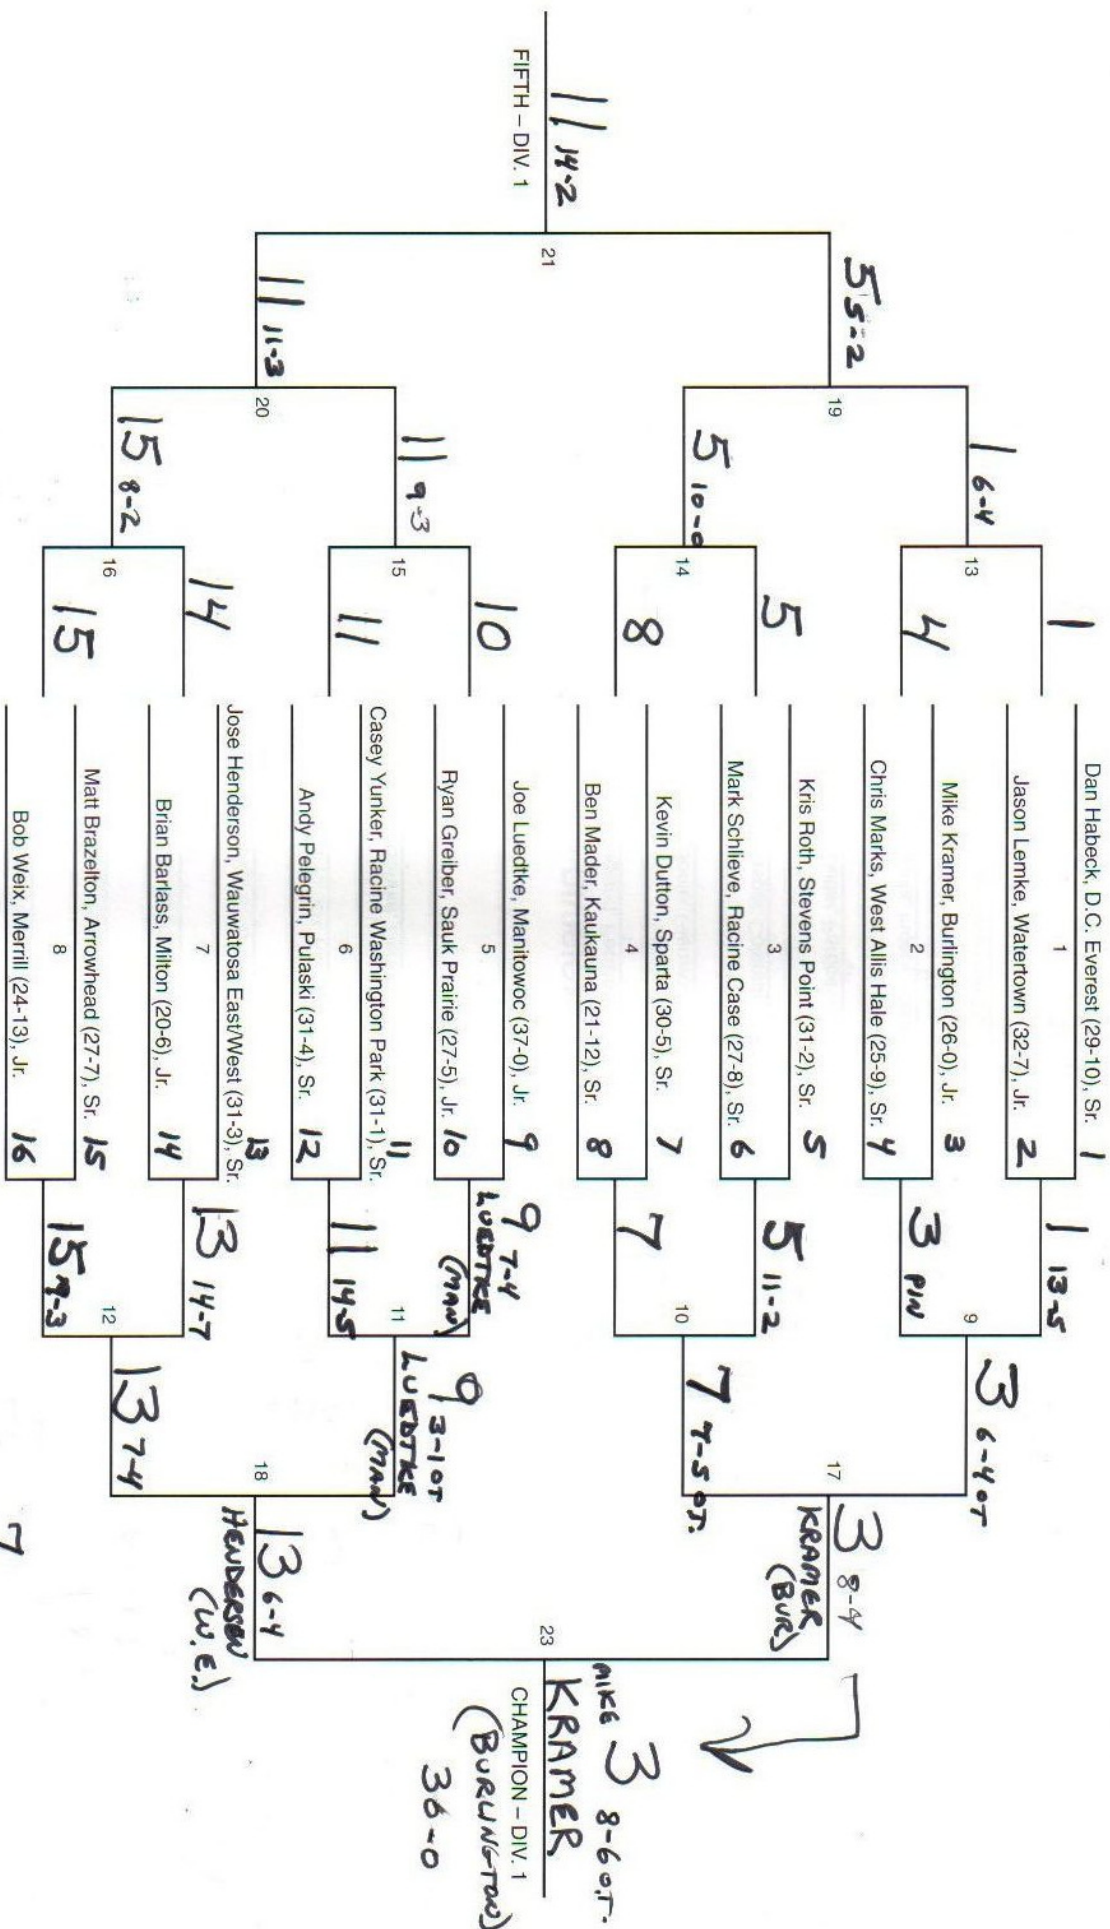 1
4
5
8
10
11
14
15
1 6-4
13
5 10-0
14
11 9-3
15
15 8-2
16
5 5-2
19
11 11-3
20
11 14-2
21
FIFTH – DIV. 1
Dan Habeck, D.C. Everest (29-10), Sr. 1
1
Jason Lemke, Watertown (32-7), Jr. 2
Mike Kramer, Burlington (26-0), Jr. 3
2
Chris Marks, West Allis Hale (25-9), Sr. 4
Kris Roth, Stevens Point (31-2), Sr. 5
3
Mark Schlieve, Racine Case (27-8), Sr. 6
Kevin Dutton, Sparta (30-5), Sr. 7
4
Ben Mader, Kaukauna (21-12), Sr. 8
Joe Luedtke, Manitowoc (37-0), Jr. 9
5
Ryan Greiber, Sauk Prairie (27-5), Jr. 10
Casey Yunker, Racine Washington Park (31-1), Sr. 11
6
Andy Pelegrin, Pulaski (31-4), Sr. 12
Jose Henderson, Wauwatosa East/West (31-3), Sr. 13
7
Brian Barlass, Milton (20-6), Jr. 14
Matt Brazelton, Arrowhead (27-7), Sr. 15
8
Bob Weix, Merrill (24-13), Jr. 16
1 13-5
3 PIN
9
5 11-2
7
10
9 7-4
LUEDTKE
(MAN)
11 14-5
11
13 14-7
15 9-3
12
3 6-4 OT
7 7-5 OT.
17
9 3-1 OT
LUEDTKE
(MAN)
13 7-4
18
3 8-4
KRAMER
(BUR)
13 6-4
HENDERSON
(W.E.)
23
MIKE 3 8-6 O.T.
KRAMER
CHAMPION – DIV. 1
(BURLINGTON)
30-0
7